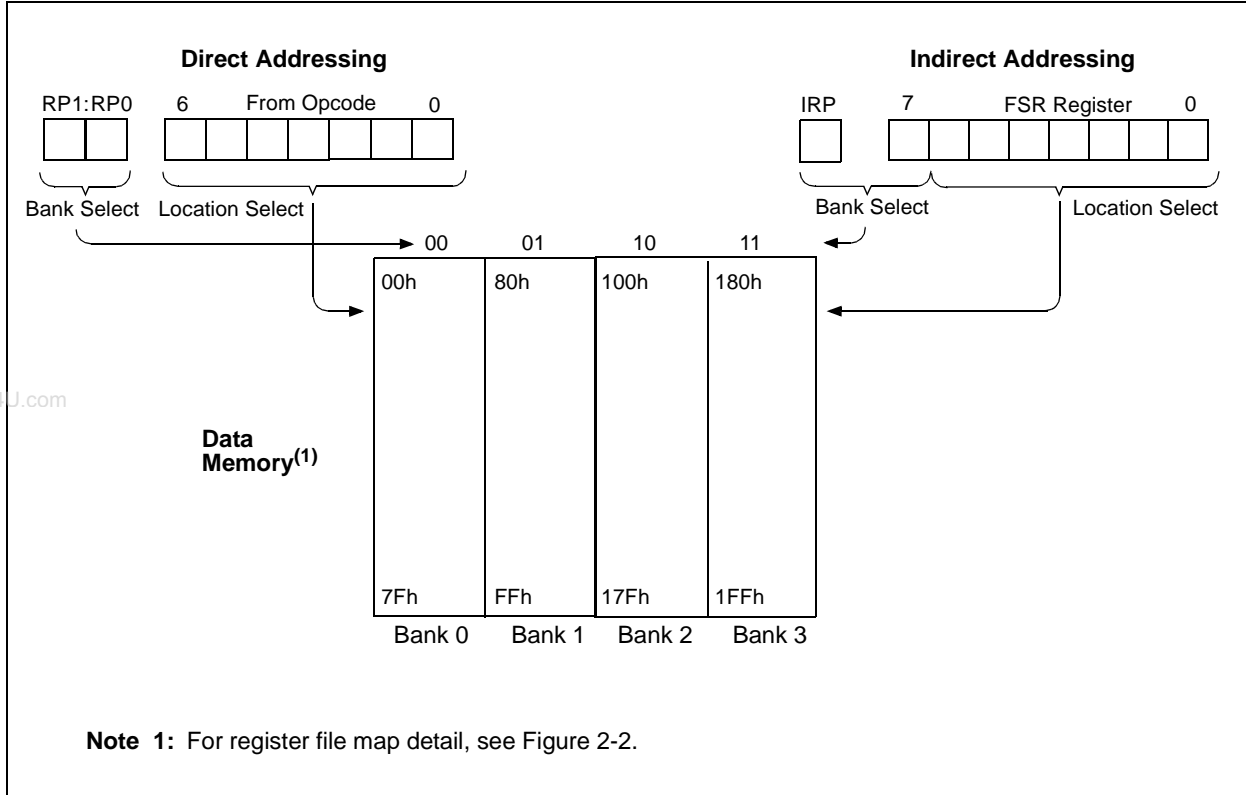 Direct Addressing
Indirect Addressing
RP1:RP0 6 From Opcode 0
IRP 7 FSR Register 0
Bank Select Location Select
Bank Select Location Select
00 01 10 11
00h 80h 100h 180h
4U.com
Data
Memory(1)
7Fh FFh 17Fh 1FFh
Bank 0 Bank 1 Bank 2 Bank 3
Note 1: For register file map detail, see Figure 2-2.